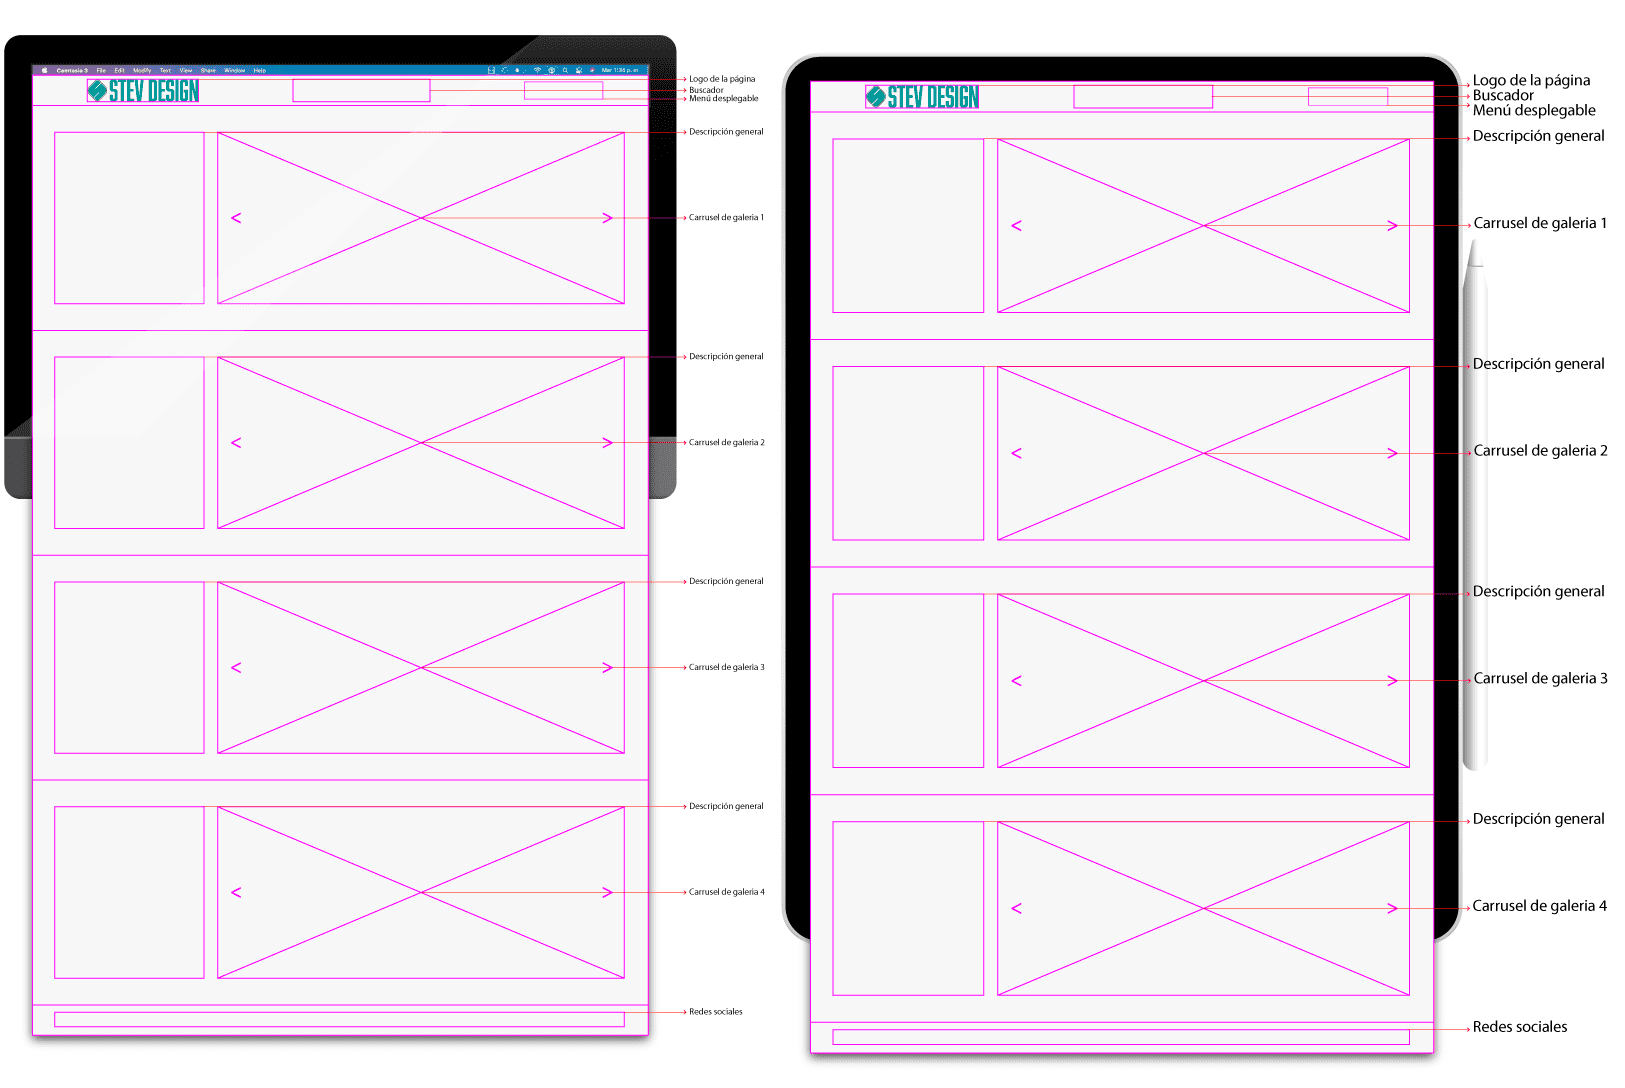 Camtasia 3 File Edit Modify Text View Share Window Help Mar 1:36 p. m
STEV DESIGN
Logo de la página
Buscador
Menú desplegable
Descripción general
<
>
Carrusel de galeria 1
Descripción general
<
>
Carrusel de galeria 2
Descripción general
<
>
Carrusel de galeria 3
Descripción general
<
>
Carrusel de galeria 4
Redes sociales
STEV DESIGN
Logo de la página
Buscador
Menú desplegable
Descripción general
<
>
Carrusel de galeria 1
Descripción general
<
>
Carrusel de galeria 2
Descripción general
<
>
Carrusel de galeria 3
Descripción general
<
>
Carrusel de galeria 4
Redes sociales